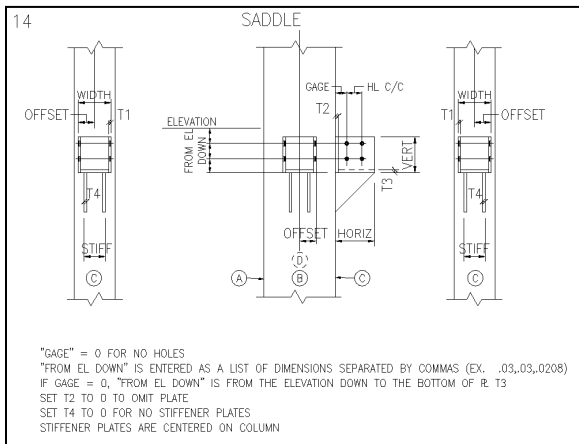 14
SADDLE
WIDTH
OFFSET
T1
T4
STIFF
C
GAGE
HL C/C
T2
ELEVATION
FROM EL
DOWN
VERT
T3
OFFSET
HORIZ
D
A
B
C
WIDTH
T1
OFFSET
T4
STIFF
C
"GAGE" = 0 FOR NO HOLES
"FROM EL DOWN" IS ENTERED AS A LIST OF DIMENSIONS SEPARATED BY COMMAS (EX. .03,.03,.0208)
IF GAGE = 0, "FROM EL DOWN" IS FROM THE ELEVATION DOWN TO THE BOTTOM OF PL T3
SET T2 TO 0 TO OMIT PLATE
SET T4 TO 0 FOR NO STIFFENER PLATES
STIFFENER PLATES ARE CENTERED ON COLUMN